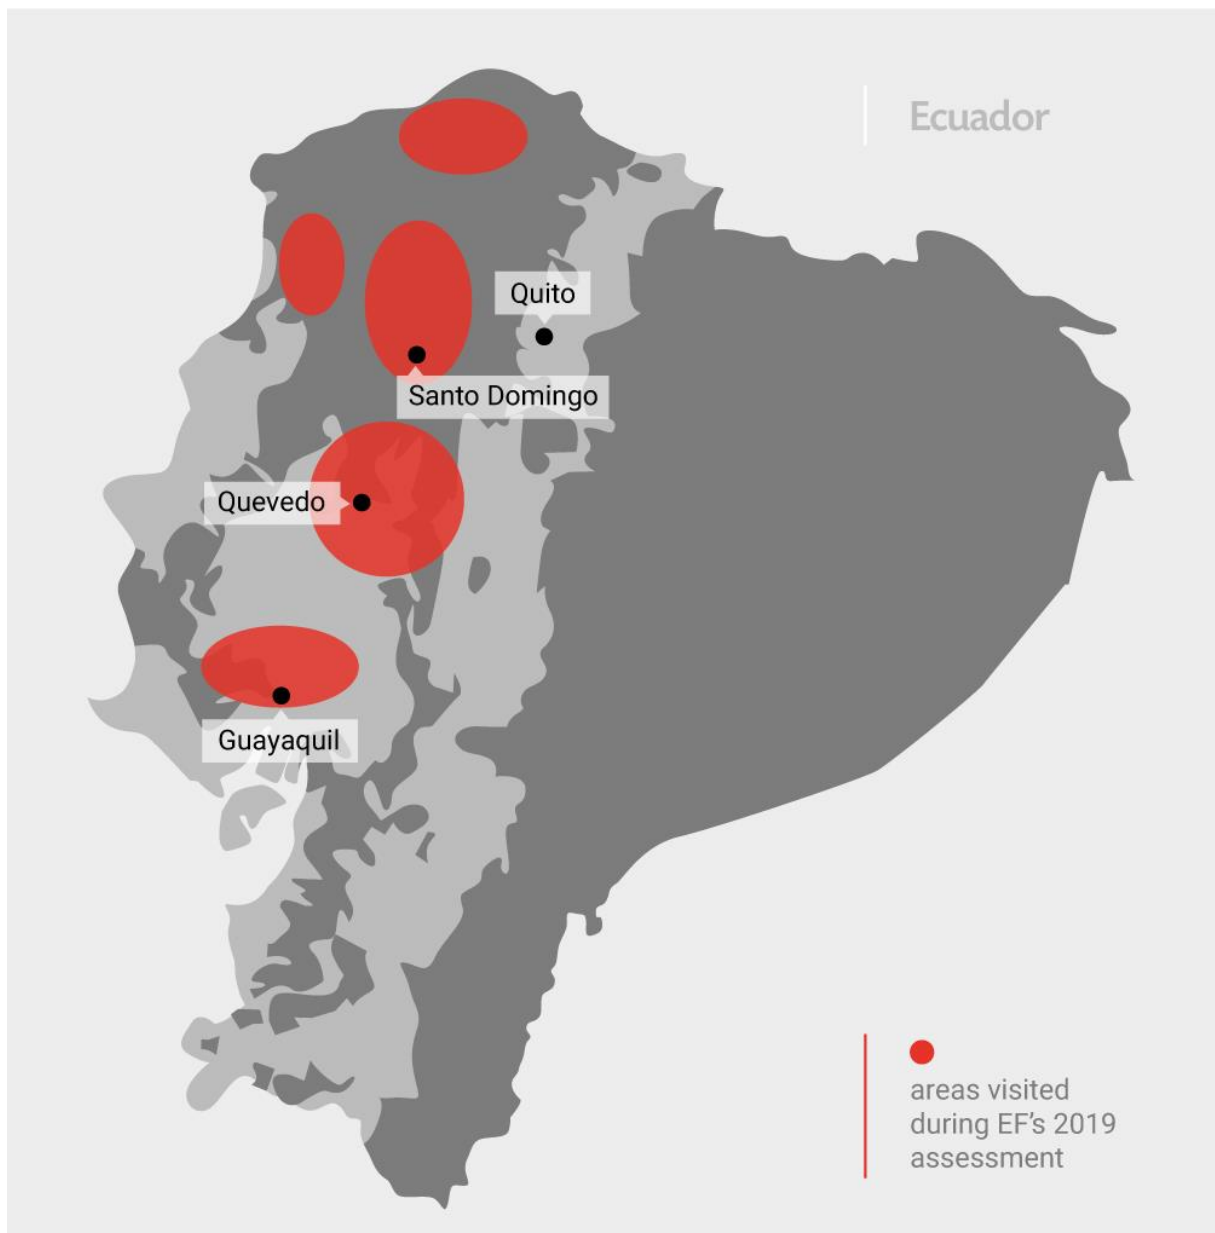 Ecuador
Quito
Santo Domingo
Quevedo
Guayaquil
areas visited
during EF’s 2019
assessment